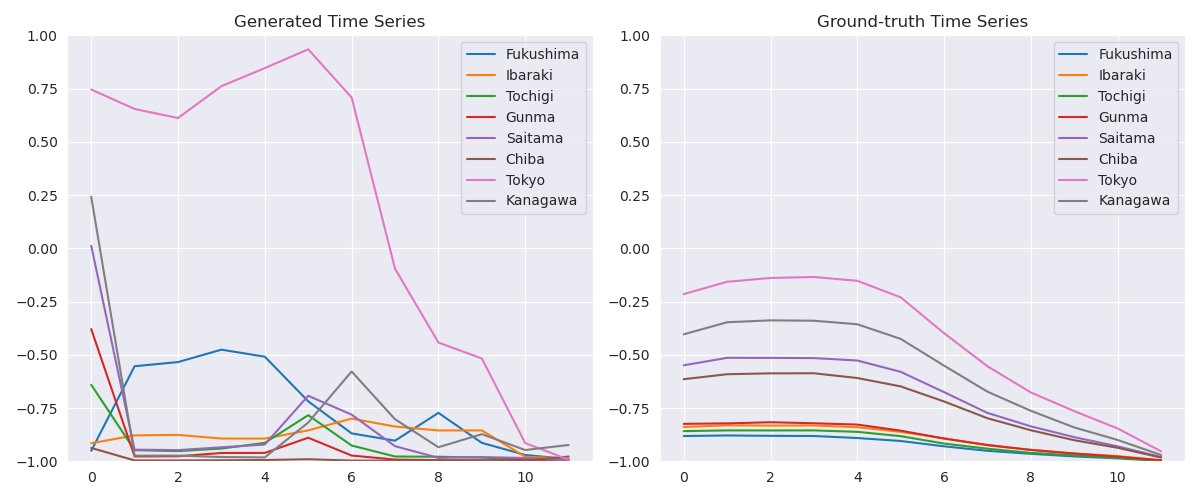 Generated Time Series
1.00
0.75
0.50
0.25
0.00
−0.25
−0.50
−0.75
−1.00
0 2 4 6 8 10
Fukushima
Ibaraki
Tochigi
Gunma
Saitama
Chiba
Tokyo
Kanagawa
Ground-truth Time Series
1.00
0.75
0.50
0.25
0.00
−0.25
−0.50
−0.75
−1.00
0 2 4 6 8 10
Fukushima
Ibaraki
Tochigi
Gunma
Saitama
Chiba
Tokyo
Kanagawa